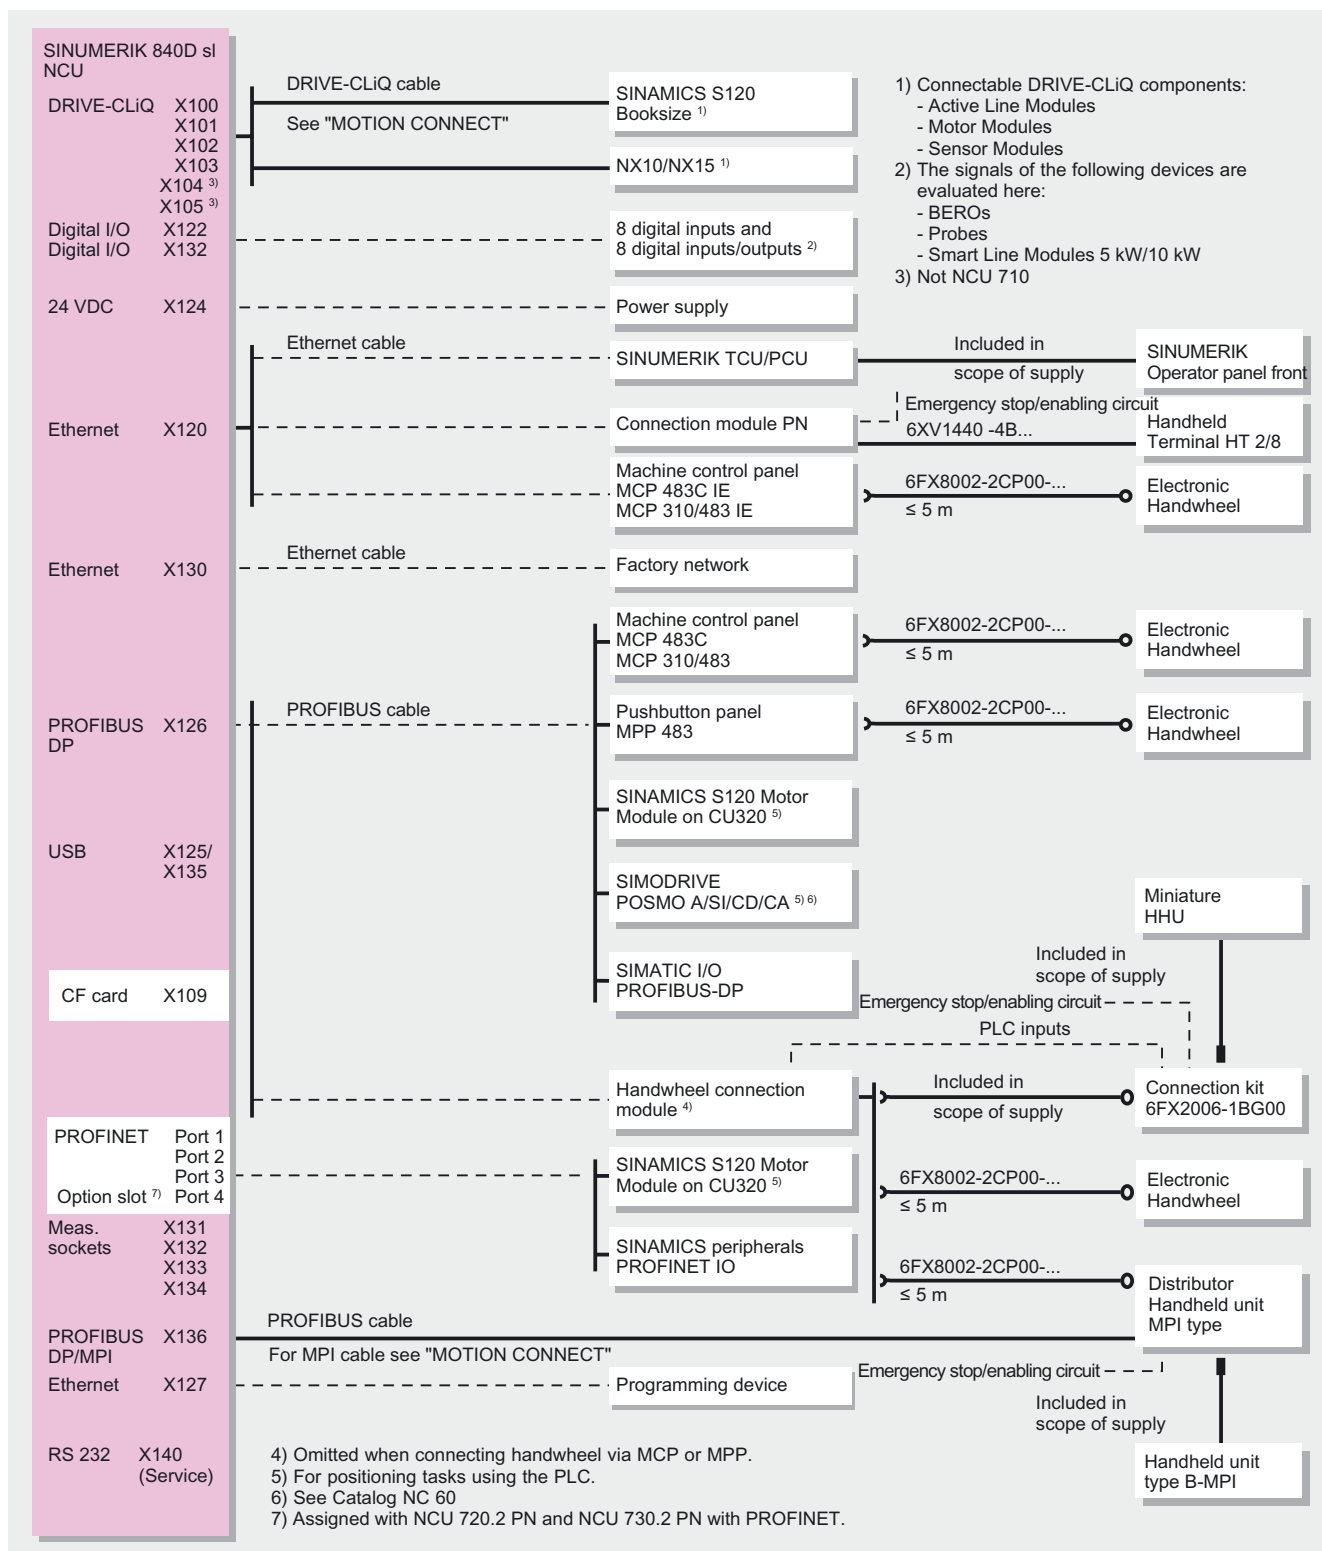 SINUMERIK 840D sl
NCU
DRIVE-CLiQ X100
X101
X102
X103
X104 3)
X105 3)
Digital I/O X122
Digital I/O X132
24 VDC X124
Ethernet X120
Ethernet X130
PROFIBUS X126
DP
USB X125/
X135
CF card X109
PROFINET Port 1
Port 2
Port 3
Option slot 7) Port 4
Meas. X131
sockets X132
X133
X134
PROFIBUS X136
DP/MPI
Ethernet X127
RS 232 X140
(Service)
DRIVE-CLiQ cable
See "MOTION CONNECT"
SINAMICS S120
Booksize 1)
NX10/NX15 1)
8 digital inputs and
8 digital inputs/outputs 2)
Power supply
1) Connectable DRIVE-CLiQ components:
- Active Line Modules
- Motor Modules
- Sensor Modules
2) The signals of the following devices are
evaluated here:
- BEROs
- Probes
- Smart Line Modules 5 kW/10 kW
3) Not NCU 710
Ethernet cable
SINUMERIK TCU/PCU
Included in
scope of supply
SINUMERIK
Operator panel front
Connection module PN
Emergency stop/enabling circuit
6XV1440 -4B...
Handheld
Terminal HT 2/8
Machine control panel
MCP 483C IE
MCP 310/483 IE
6FX8002-2CP00-...
≤ 5 m
Electronic
Handwheel
Ethernet cable
Factory network
Machine control panel
MCP 483C
MCP 310/483
6FX8002-2CP00-...
≤ 5 m
Electronic
Handwheel
PROFIBUS cable
Pushbutton panel
MPP 483
6FX8002-2CP00-...
≤ 5 m
Electronic
Handwheel
SINAMICS S120 Motor
Module on CU320 5)
SIMODRIVE
POSMO A/SI/CD/CA 5) 6)
SIMATIC I/O
PROFIBUS-DP
Miniature
HHU
Included in
scope of supply
Emergency stop/enabling circuit
PLC inputs
Handwheel connection
module 4)
Included in
scope of supply
Connection kit
6FX2006-1BG00
SINAMICS S120 Motor
Module on CU320 5)
6FX8002-2CP00-...
≤ 5 m
Electronic
Handwheel
SINAMICS peripherals
PROFINET IO
6FX8002-2CP00-...
≤ 5 m
Distributor
Handheld unit
MPI type
PROFIBUS cable
For MPI cable see "MOTION CONNECT"
Programming device
Emergency stop/enabling circuit
Included in
scope of supply
Handheld unit
type B-MPI
4) Omitted when connecting handwheel via MCP or MPP.
5) For positioning tasks using the PLC.
6) See Catalog NC 60
7) Assigned with NCU 720.2 PN and NCU 730.2 PN with PROFINET.